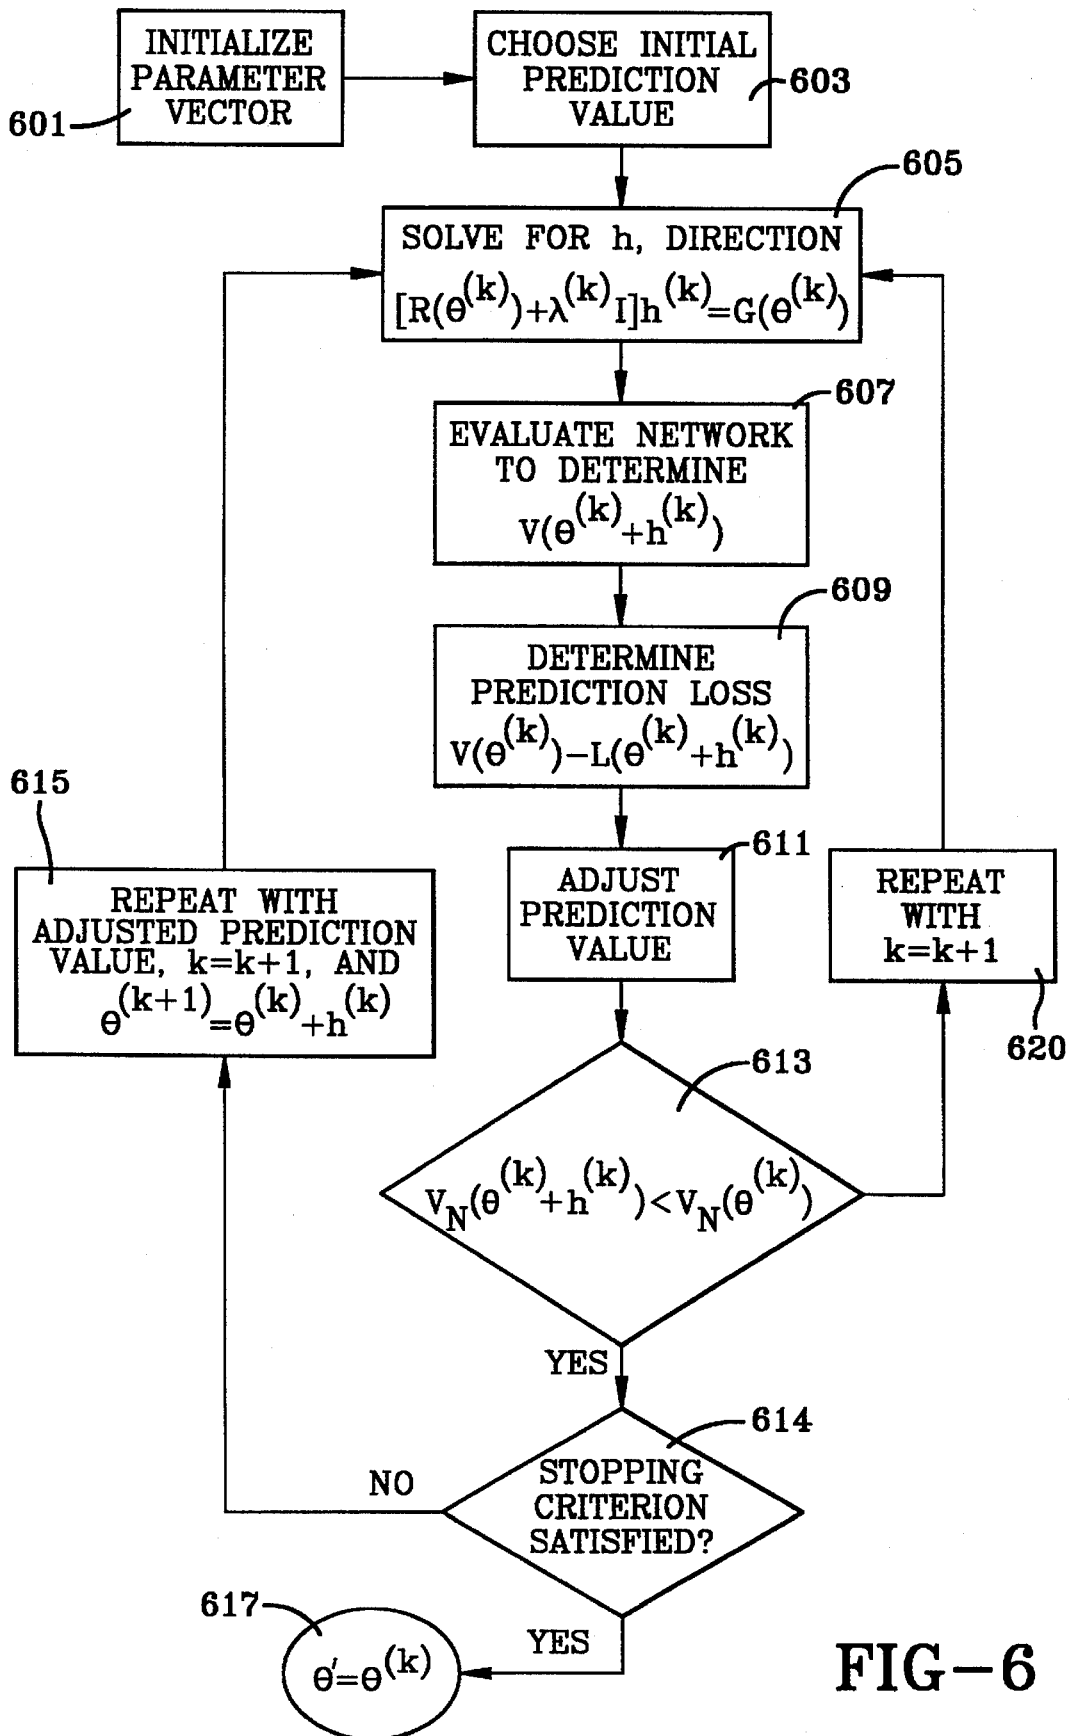 INITIALIZE
PARAMETER
VECTOR
601
CHOOSE INITIAL
PREDICTION
VALUE
603
605
SOLVE FOR h, DIRECTION
[R(θ^(k))+λ^(k)I]h^(k)=G(θ^(k))
607
EVALUATE NETWORK
TO DETERMINE
V(θ^(k)+h^(k))
609
DETERMINE
PREDICTION LOSS
V(θ^(k))−L(θ^(k)+h^(k))
611
ADJUST
PREDICTION
VALUE
615
REPEAT WITH
ADJUSTED PREDICTION
VALUE, k=k+1, AND
θ^(k+1)=θ^(k)+h^(k)
REPEAT
WITH
k=k+1
620
613
V_N(θ^(k)+h^(k))<V_N(θ^(k))
YES
614
STOPPING
CRITERION
SATISFIED?
NO
YES
617
θ'=θ^(k)
FIG-6